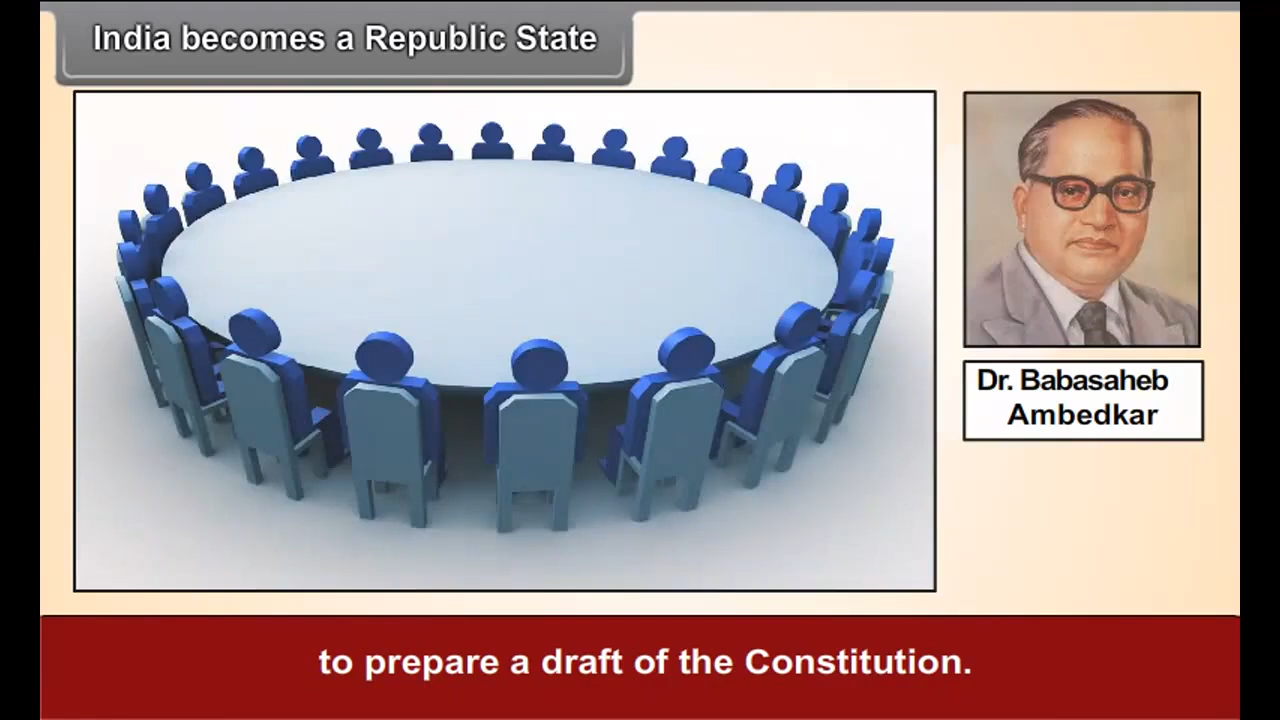 India becomes a Republic State
Dr. Babasaheb
Ambedkar
to prepare a draft of the Constitution.